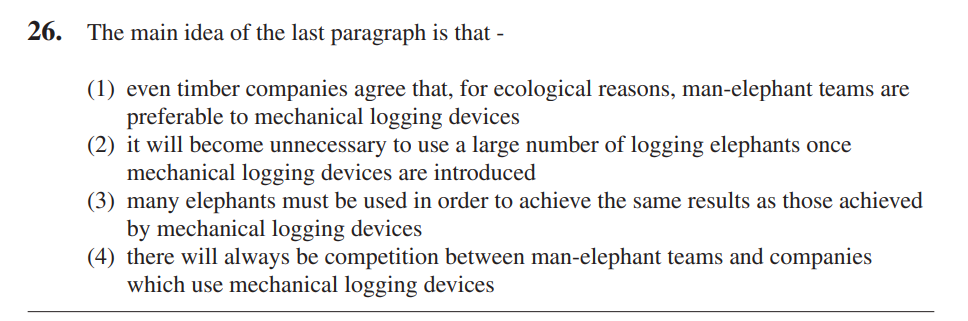 26. The main idea of the last paragraph is that -
(1) even timber companies agree that, for ecological reasons, man-elephant teams are
preferable to mechanical logging devices
(2) it will become unnecessary to use a large number of logging elephants once
mechanical logging devices are introduced
(3) many elephants must be used in order to achieve the same results as those achieved
by mechanical logging devices
(4) there will always be competition between man-elephant teams and companies
which use mechanical logging devices